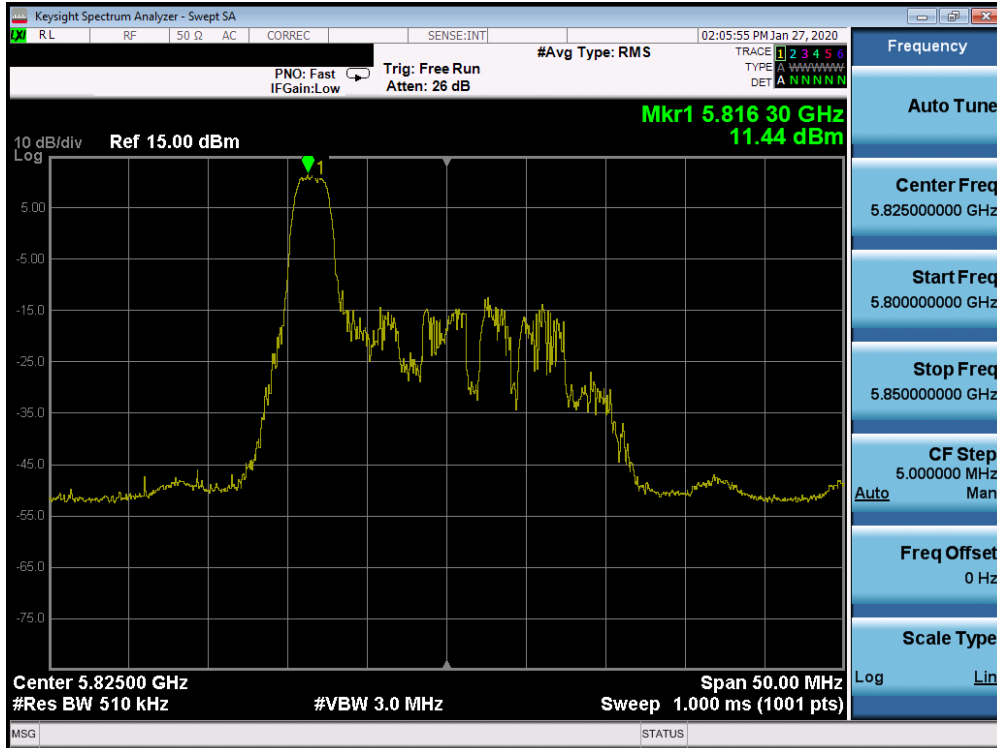 Keysight Spectrum Analyzer - Swept SA
LXI RL RF 50 Ω AC CORREC SENSE:INT 02:05:55 PM Jan 27, 2020
#Avg Type: RMS TRACE 1 2 3 4 5 6
PNO: Fast Trig: Free Run TYPE A WWWWW
IFGain:Low Atten: 26 dB DET A N N N N N
Mkr1 5.816 30 GHz
10 dB/div Ref 15.00 dBm 11.44 dBm
Log
1
5.00
-5.00
-15.0
-25.0
-35.0
-45.0
-55.0
-65.0
-75.0
Center 5.82500 GHz Span 50.00 MHz
#Res BW 510 kHz #VBW 3.0 MHz Sweep 1.000 ms (1001 pts)
MSG STATUS
Frequency
Auto Tune
Center Freq
5.825000000 GHz
Start Freq
5.800000000 GHz
Stop Freq
5.850000000 GHz
CF Step
5.000000 MHz
Auto Man
Freq Offset
0 Hz
Scale Type
Log Lin